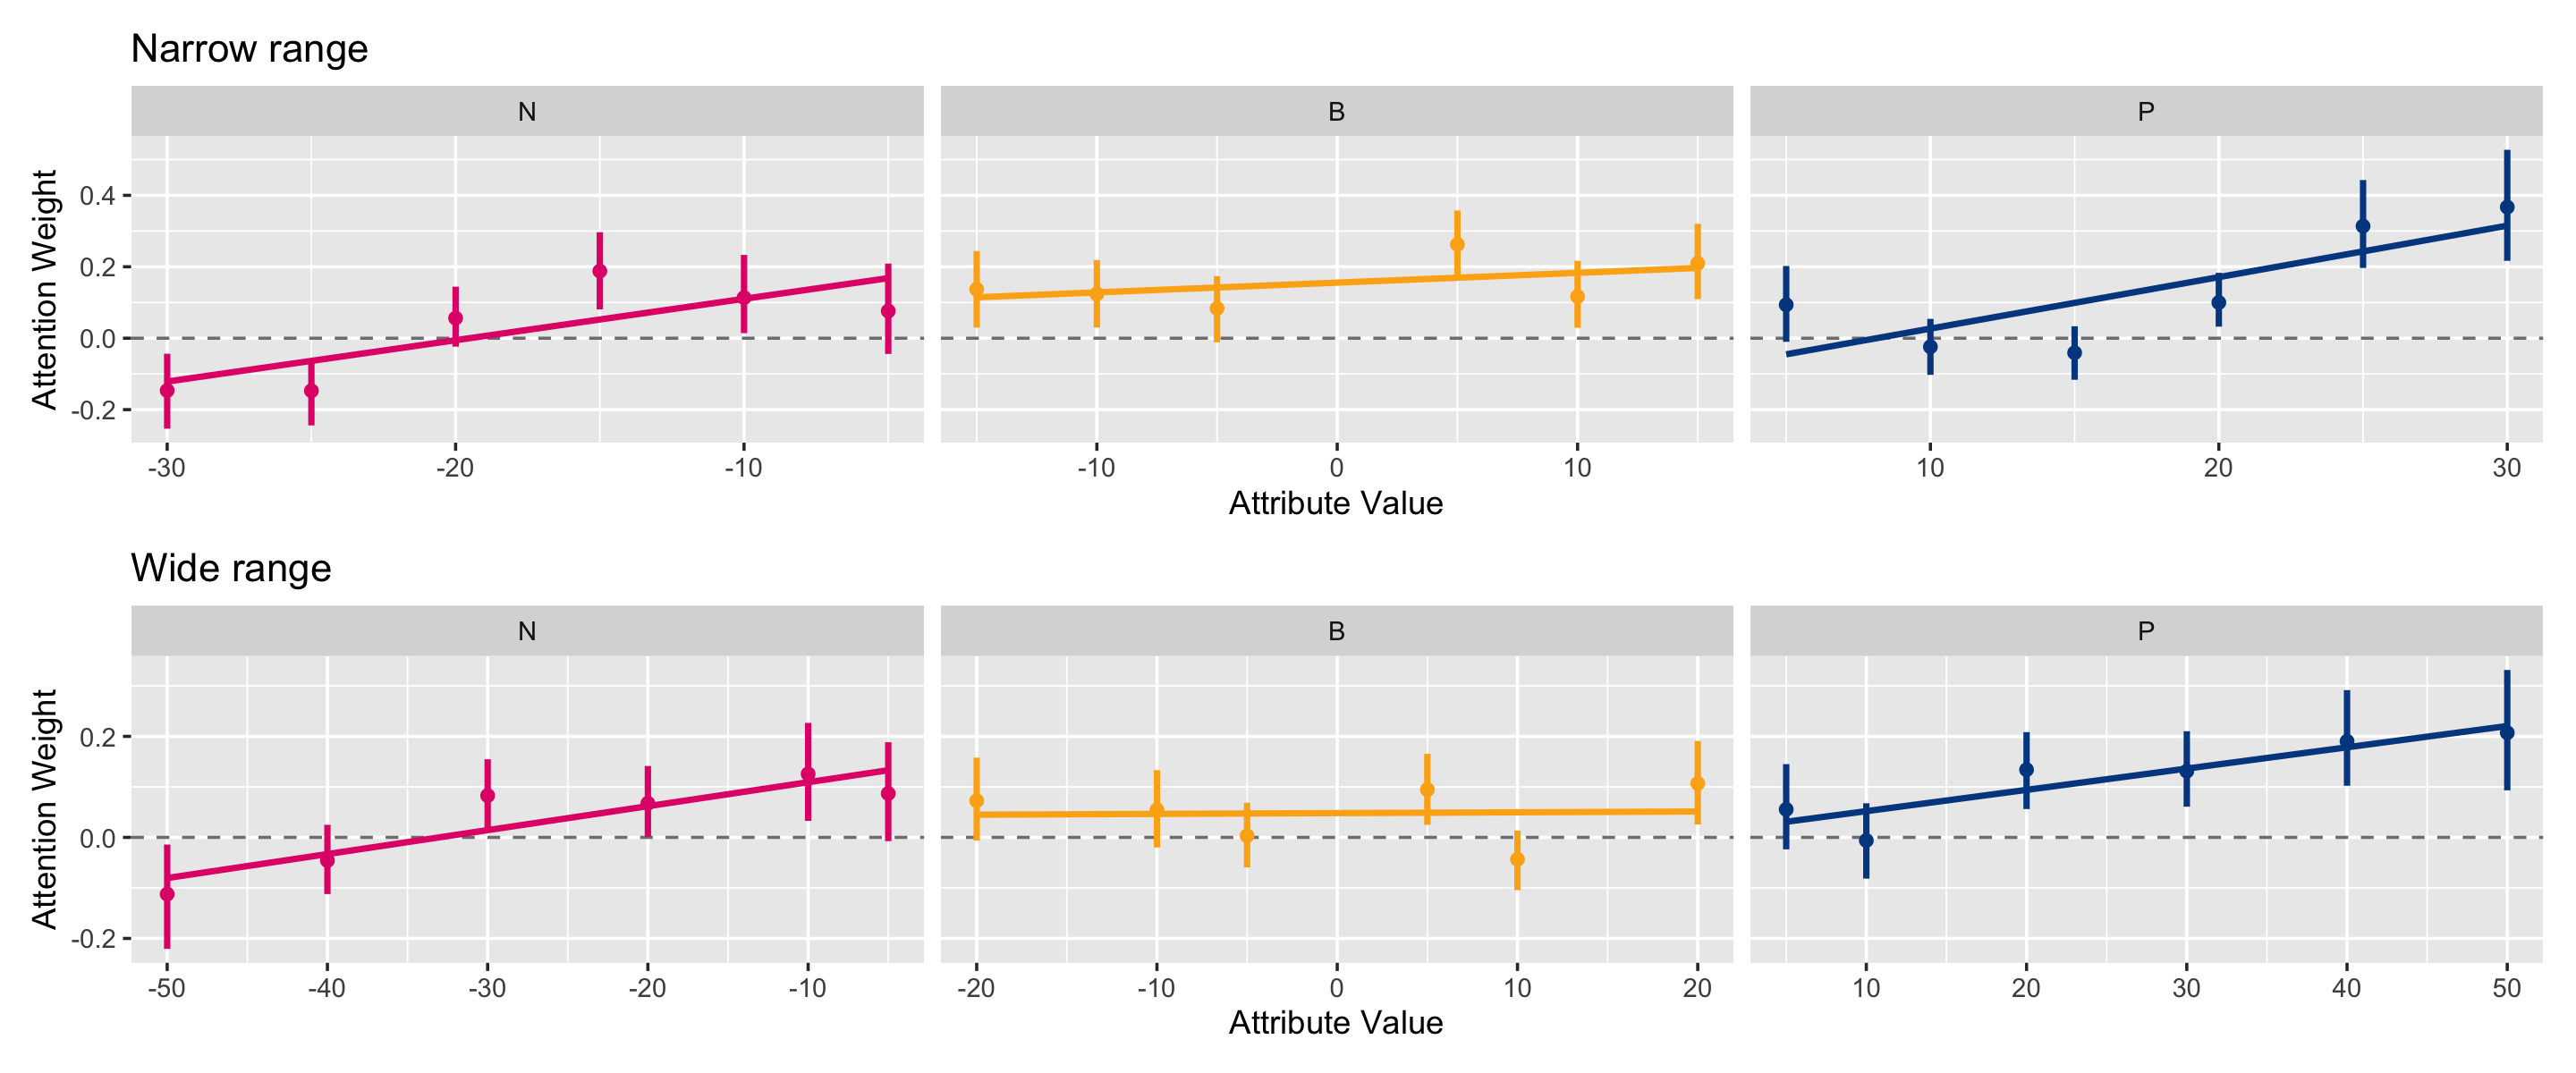 Narrow range
N B P
Attention Weight
0.4
0.2
0.0
-0.2
-30 -20 -10 -10 0 10 10 20 30
Attribute Value
Wide range
N B P
Attention Weight
0.2
0.0
-0.2
-50 -40 -30 -20 -10 -20 -10 0 10 20 10 20 30 40 50
Attribute Value